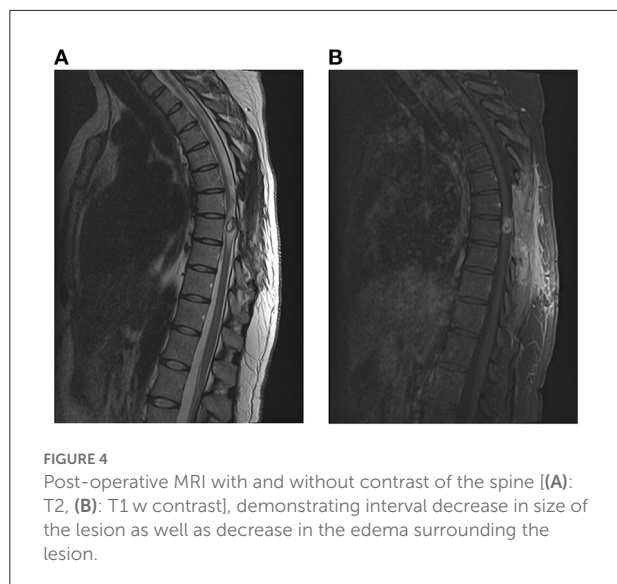 A
B
FIGURE 4
Post-operative MRI with and without contrast of the spine [(A):
T2, (B): T1 w contrast], demonstrating interval decrease in size of
the lesion as well as decrease in the edema surrounding the
lesion.